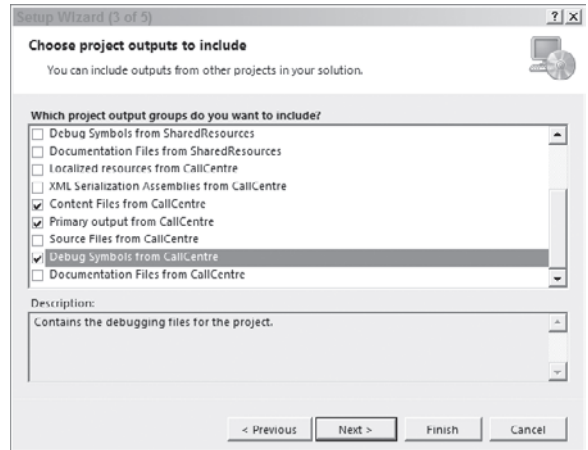 Setup Wizard (3 of 5)
Choose project outputs to include
You can include outputs from other projects in your solution.
Which project output groups do you want to include?
Debug Symbols from SharedResources
Documentation Files from SharedResources
Localized resources from CallCentre
XML Serialization Assemblies from CallCentre
Content Files from CallCentre
Primary output from CallCentre
Source Files from CallCentre
Debug Symbols from CallCentre
Documentation Files from CallCentre
Description:
Contains the debugging files for the project.
< Previous
Next >
Finish
Cancel